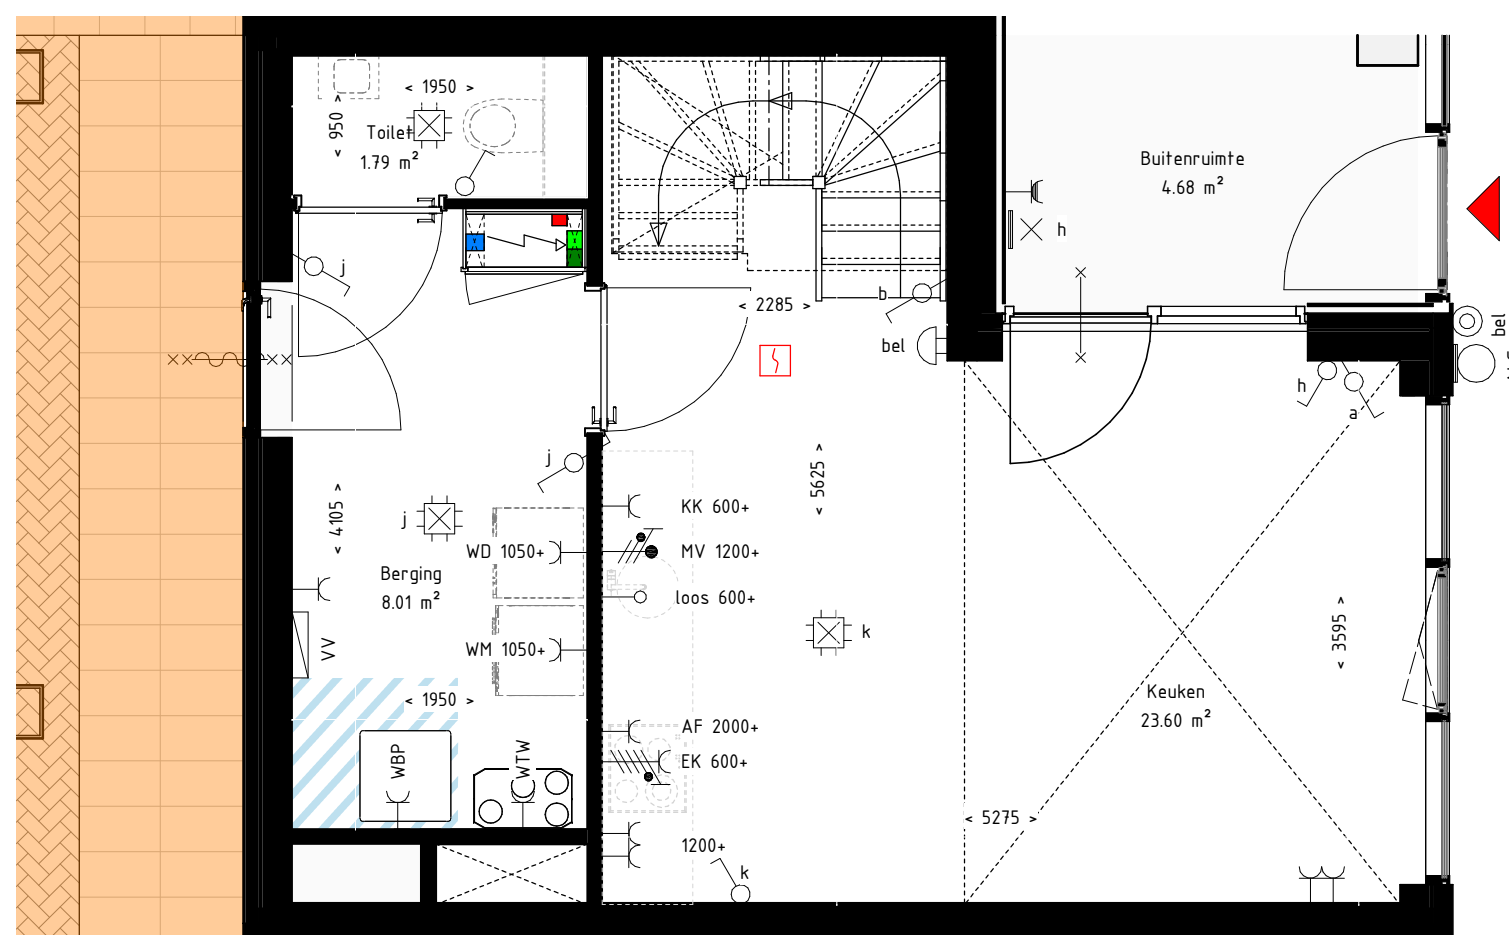 < 1950 >
< 950 >
Toilet
1.79 m²
Buitenruimte
4.68 m²
h
j
b
< 2285 >
bel
bel
h
a
j
< 5625 >
< 4105 >
KK 600+
j
WD 1050+
MV 1200+
Berging
8.01 m²
loos 600+
k
< 3595 >
VV
WM 1050+
< 1950 >
Keuken
23.60 m²
AF 2000+
WBP
WTW
EK 600+
< 5275 >
1200+
k